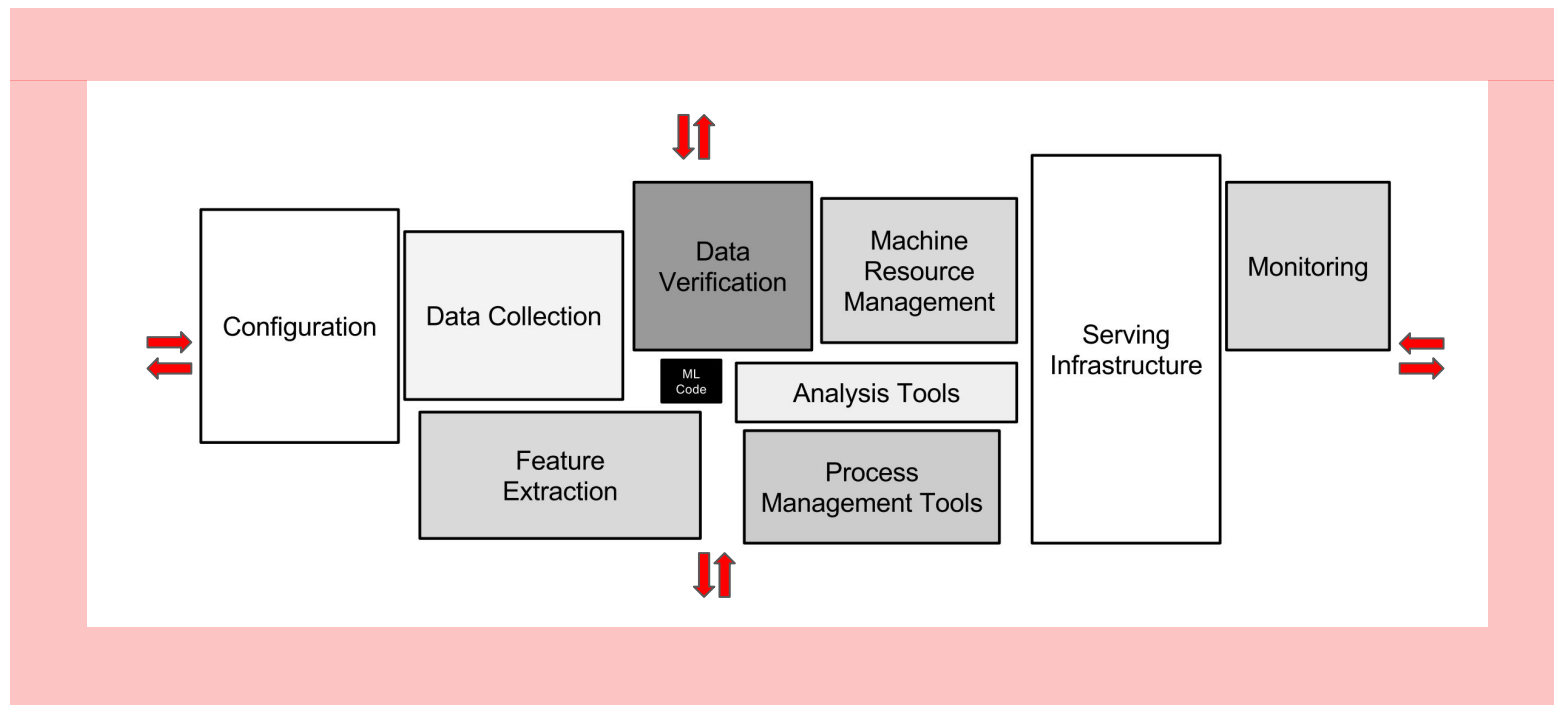 Configuration
Data Collection
Data
Verification
Machine
Resource
Management
Serving
Infrastructure
Monitoring
ML
Code
Analysis Tools
Feature
Extraction
Process
Management Tools